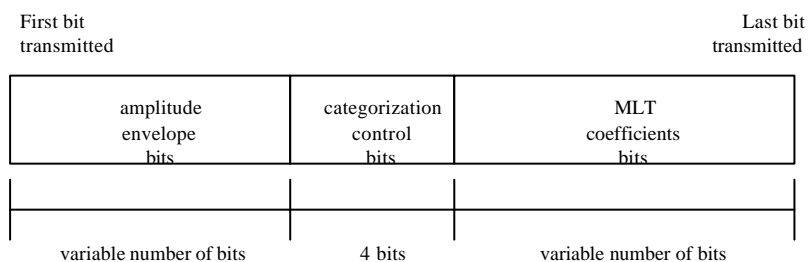 First bit
transmitted
Last bit
transmitted
amplitude
envelope
bits
categorization
control
bits
MLT
coefficients
bits
variable number of bits
4 bits
variable number of bits